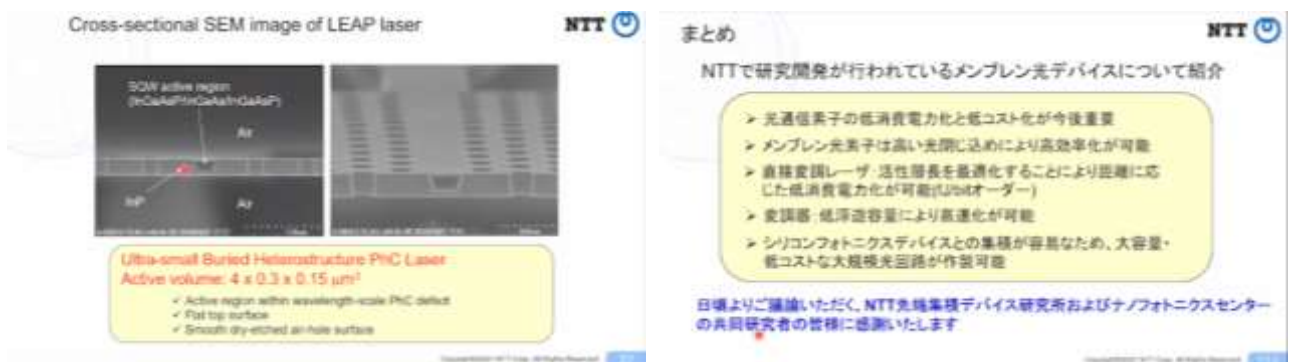 Cross-sectional SEM image of LEAP laser
NTT
SQW active region
(InGaAsP/InGaAs/InGaAsP)
Air
InP
Air
Ultra-small Buried Heterostructure PhC Laser
Active volume: 4 x 0.3 x 0.15 μm³
✓ Active region within wavelength-scale PhC defect
✓ Flat top surface
✓ Smooth dry-etched air-hole surface
まとめ
NTT
NTTで研究開発が行われているメンブレン光デバイスについて紹介
➢ 光通信素子の低消費電力化と低コスト化が今後重要
➢ メンブレン光素子は高い光閉じ込めにより高効率化が可能
➢ 直接変調レーザ:活性層長を最適化することにより距離に応
じた低消費電力化が可能(fJ/bitオーダー)
➢ 変調器:低浮遊容量により高速化が可能
➢ シリコンフォトニクスデバイスとの集積が容易なため、大容量・
低コストな大規模光回路が作製可能
日頃よりご議論いただく、NTT先端集積デバイス研究所およびナノフォトニクスセンター
の共同研究者の皆様に感謝いたします